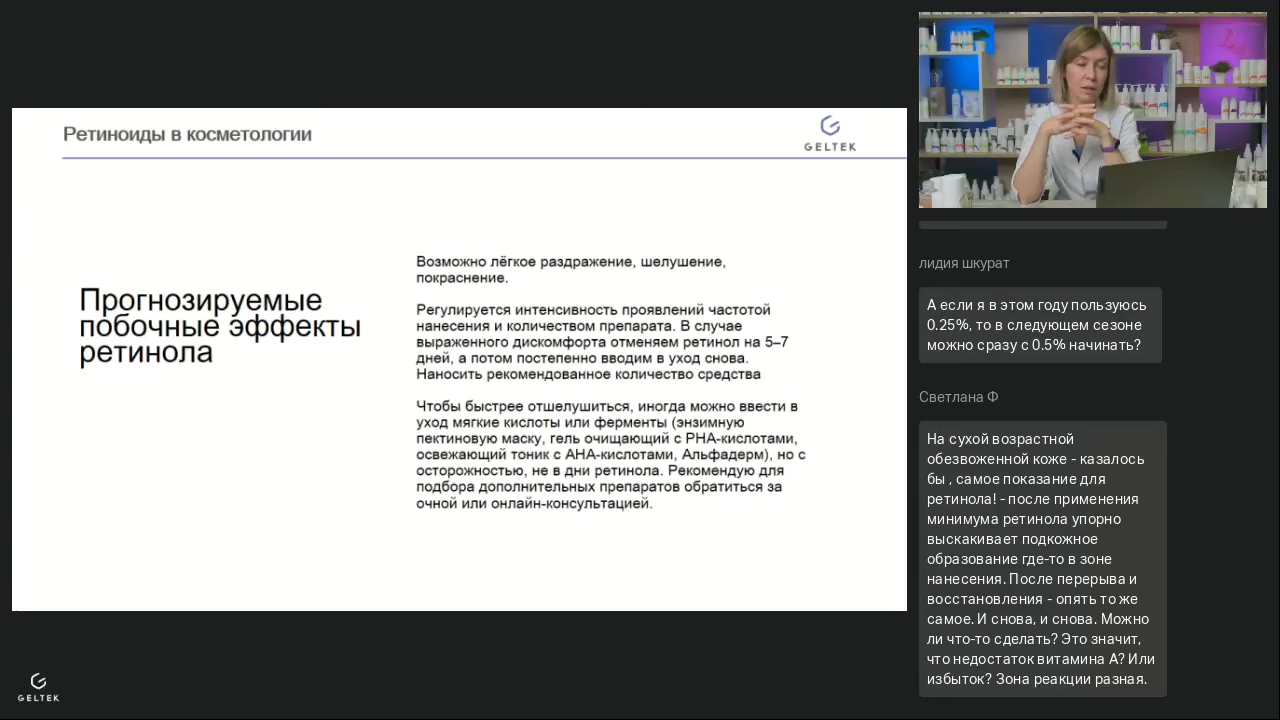 Ретиноиды в косметологии
GELTEK
Прогнозируемые
побочные эффекты
ретинола
Возможно лёгкое раздражение, шелушение,
покраснение.
Регулируется интенсивность проявлений частотой
нанесения и количеством препарата. В случае
выраженного дискомфорта отменяем ретинол на 5–7
дней, а потом постепенно вводим в уход снова.
Наносить рекомендованное количество средства
Чтобы быстрее отшелушиться, иногда можно ввести в
уход мягкие кислоты или ферменты (энзимную
пектиновую маску, гель очищающий с PHA-кислотами,
освежающий тоник с AHA-кислотами, Альфадерм), но с
осторожностью, не в дни ретинола. Рекомендую для
подбора дополнительных препаратов обратиться за
очной или онлайн-консультацией.
GELTEK
лидия шкурат
А если я в этом году пользуюсь
0.25%, то в следующем сезоне
можно сразу с 0.5% начинать?
Светлана Ф
На сухой возрастной
обезвоженной коже - казалось
бы , самое показание для
ретинола! - после применения
минимума ретинола упорно
выскакивает подкожное
образование где-то в зоне
нанесения. После перерыва и
восстановления - опять то же
самое. И снова, и снова. Можно
ли что-то сделать? Это значит,
что недостаток витамина А? Или
избыток? Зона реакции разная.